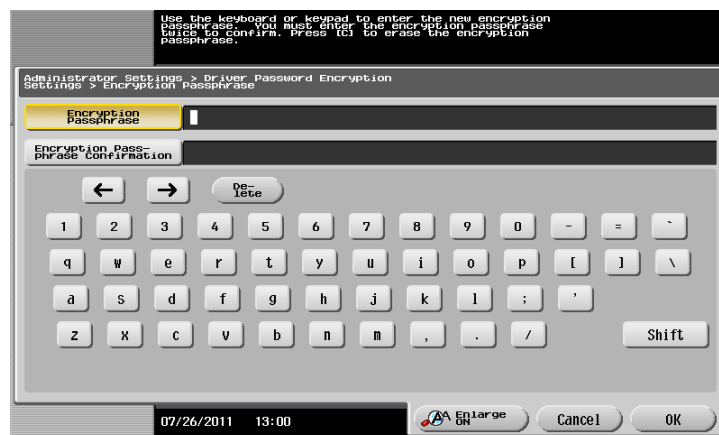 Use the keyboard or keypad to enter the new encryption
passphrase. You must enter the encryption passphrase
twice to confirm. Press [C] to erase the encryption
passphrase.
Administrator Settings > Driver Password Encryption
Settings > Encryption Passphrase
Encryption
Passphrase
Encryption Pass-
phrase Confirmation
← → De-
lete
1 2 3 4 5 6 7 8 9 0 - = `
q w e r t y u i o p [ ] \
a s d f g h j k l ; '
z x c v b n m , . / Shift
07/26/2011 13:00 Enlarge
ON Cancel OK